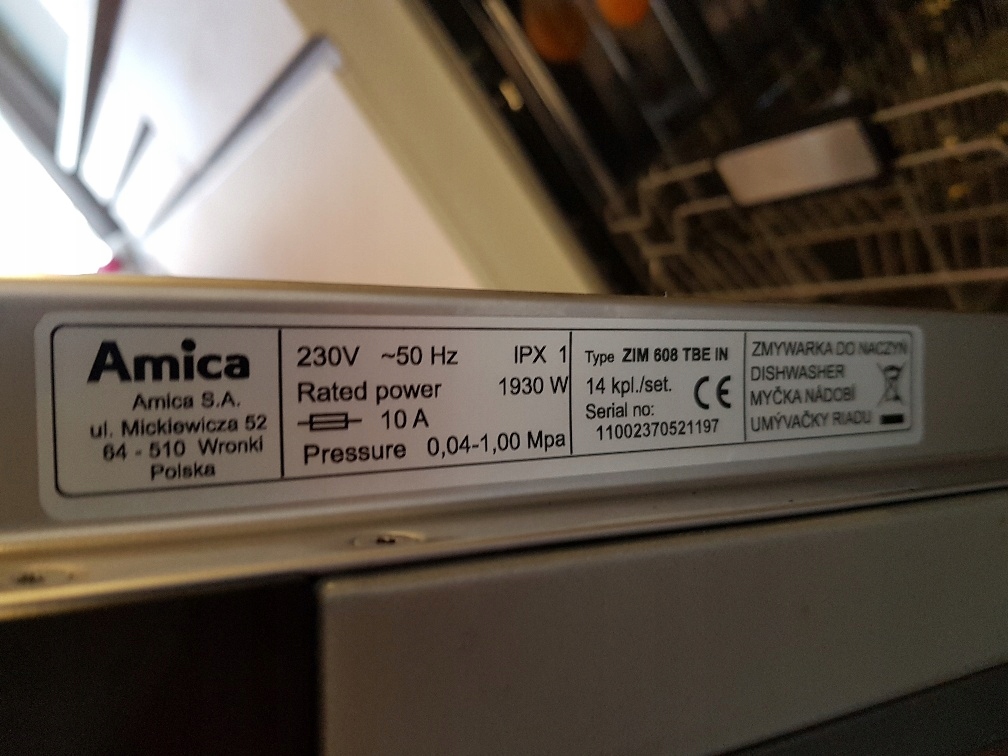 Amica
Amica S.A.
ul. Mickiewicza 52
64 - 510 Wronki
Polska
230V ~50 Hz IPX 1
Rated power 1930 W
10 A
Pressure 0,04-1,00 Mpa
Type ZIM 608 TBE IN
14 kpl./set. CE
Serial no:
11002370521197
ZMYWARKA DO NACZYŃ
DISHWASHER
MYČKA NÁDOBÍ
UMÝVAČKY RIADU